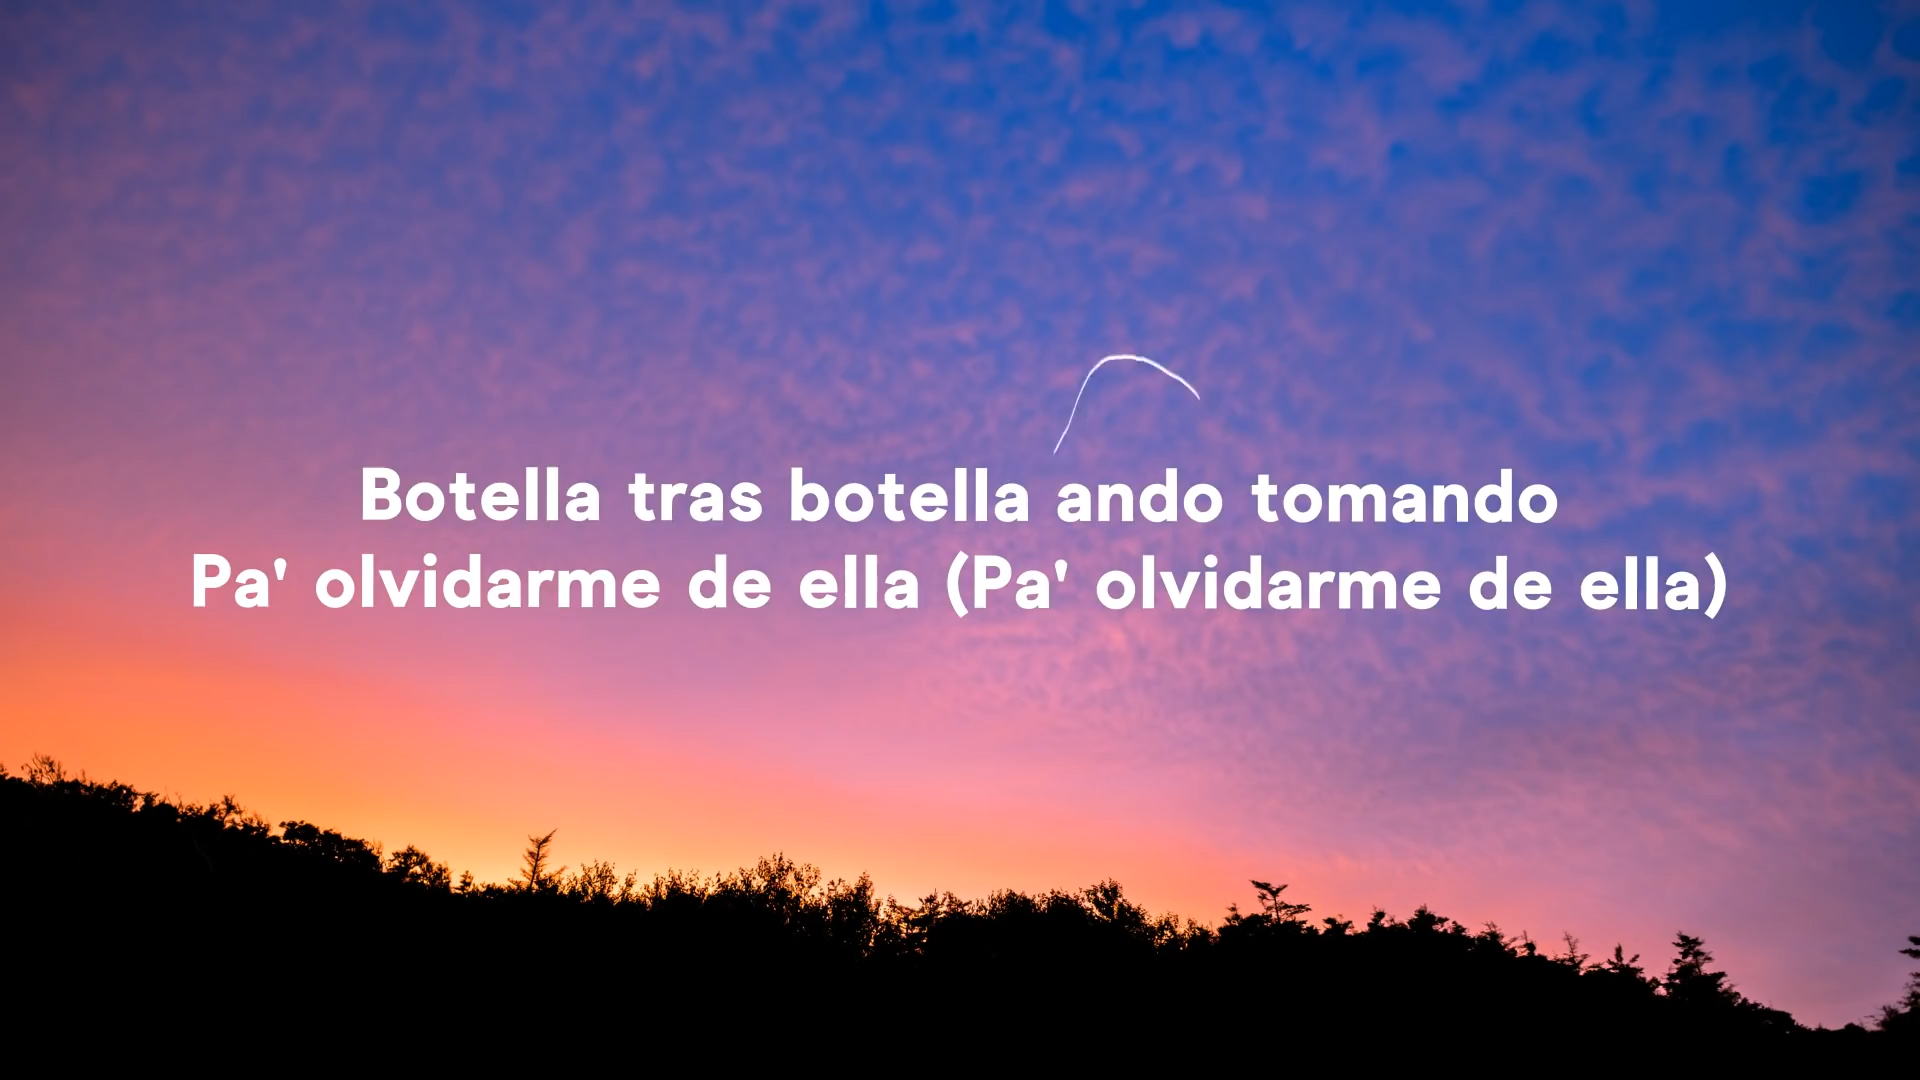 Botella tras botella ando tomando
Pa' olvidarme de ella (Pa' olvidarme de ella)